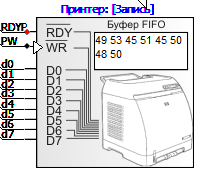 Принтер: [Запись]
Буфер FIFO
RDYP
RDY
49 53 45 51 45 50
PW
WR
48 50
d0
D0
d1
D1
d2
D2
d3
D3
d4
D4
d5
D5
d6
D6
d7
D7